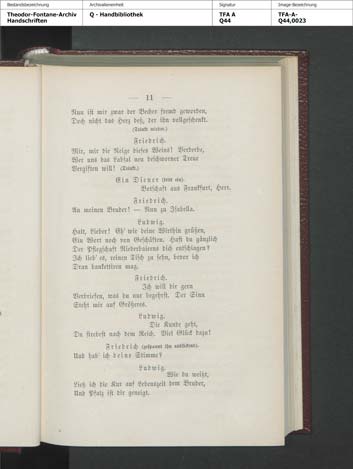 Bestandsbezeichnung
Archivalieneinheit
Signatur
Image-Bezeichnung
Theodor-Fontane-Archiv
Handschriften
Q - Handbibliothek
TFA A
Q44
TFA-A-
Q44,0023
— 11 —
Nun ist mir zwar der Becher fremd geworden,
Doch nicht das Herz deß, der ihn vollgeschenkt.
(Trinkt wieder.)
Friedrich.
Mir, mir die Neige dieses Weins! Verderbe,
Wer uns das Labsal neu beschworner Treue
Vergiften will! (Trinkt.)
Ein Diener (tritt ein).
Botschaft aus Frankfurt, Herr.
Friedrich.
An meinen Bruder! — Nun zu Isabella.
Ludwig.
Halt, Lieber! Eh' wir deine Wirthin grüßen,
Ein Wort noch von Geschäften. Hast du gänzlich
Der Pflegschaft Niederbaierns dich entschlagen?
Ich lieb' es, reinen Tisch zu sehn, bevor ich
Dran bankettiren mag.
Friedrich.
Ich will dir gern
Verbriefen, was du nur begehrst. Der Sinn
Steht mir auf Größeres.
Ludwig.
Die Kunde geht,
Du strebest nach dem Reich. Viel Glück dazu!
Friedrich (gespannt ihn anblickend).
Und hab' ich deine Stimme?
Ludwig.
Wie du weißt,
Ließ ich die Kur auf Lebenszeit dem Bruder,
Und Pfalz ist dir geneigt.